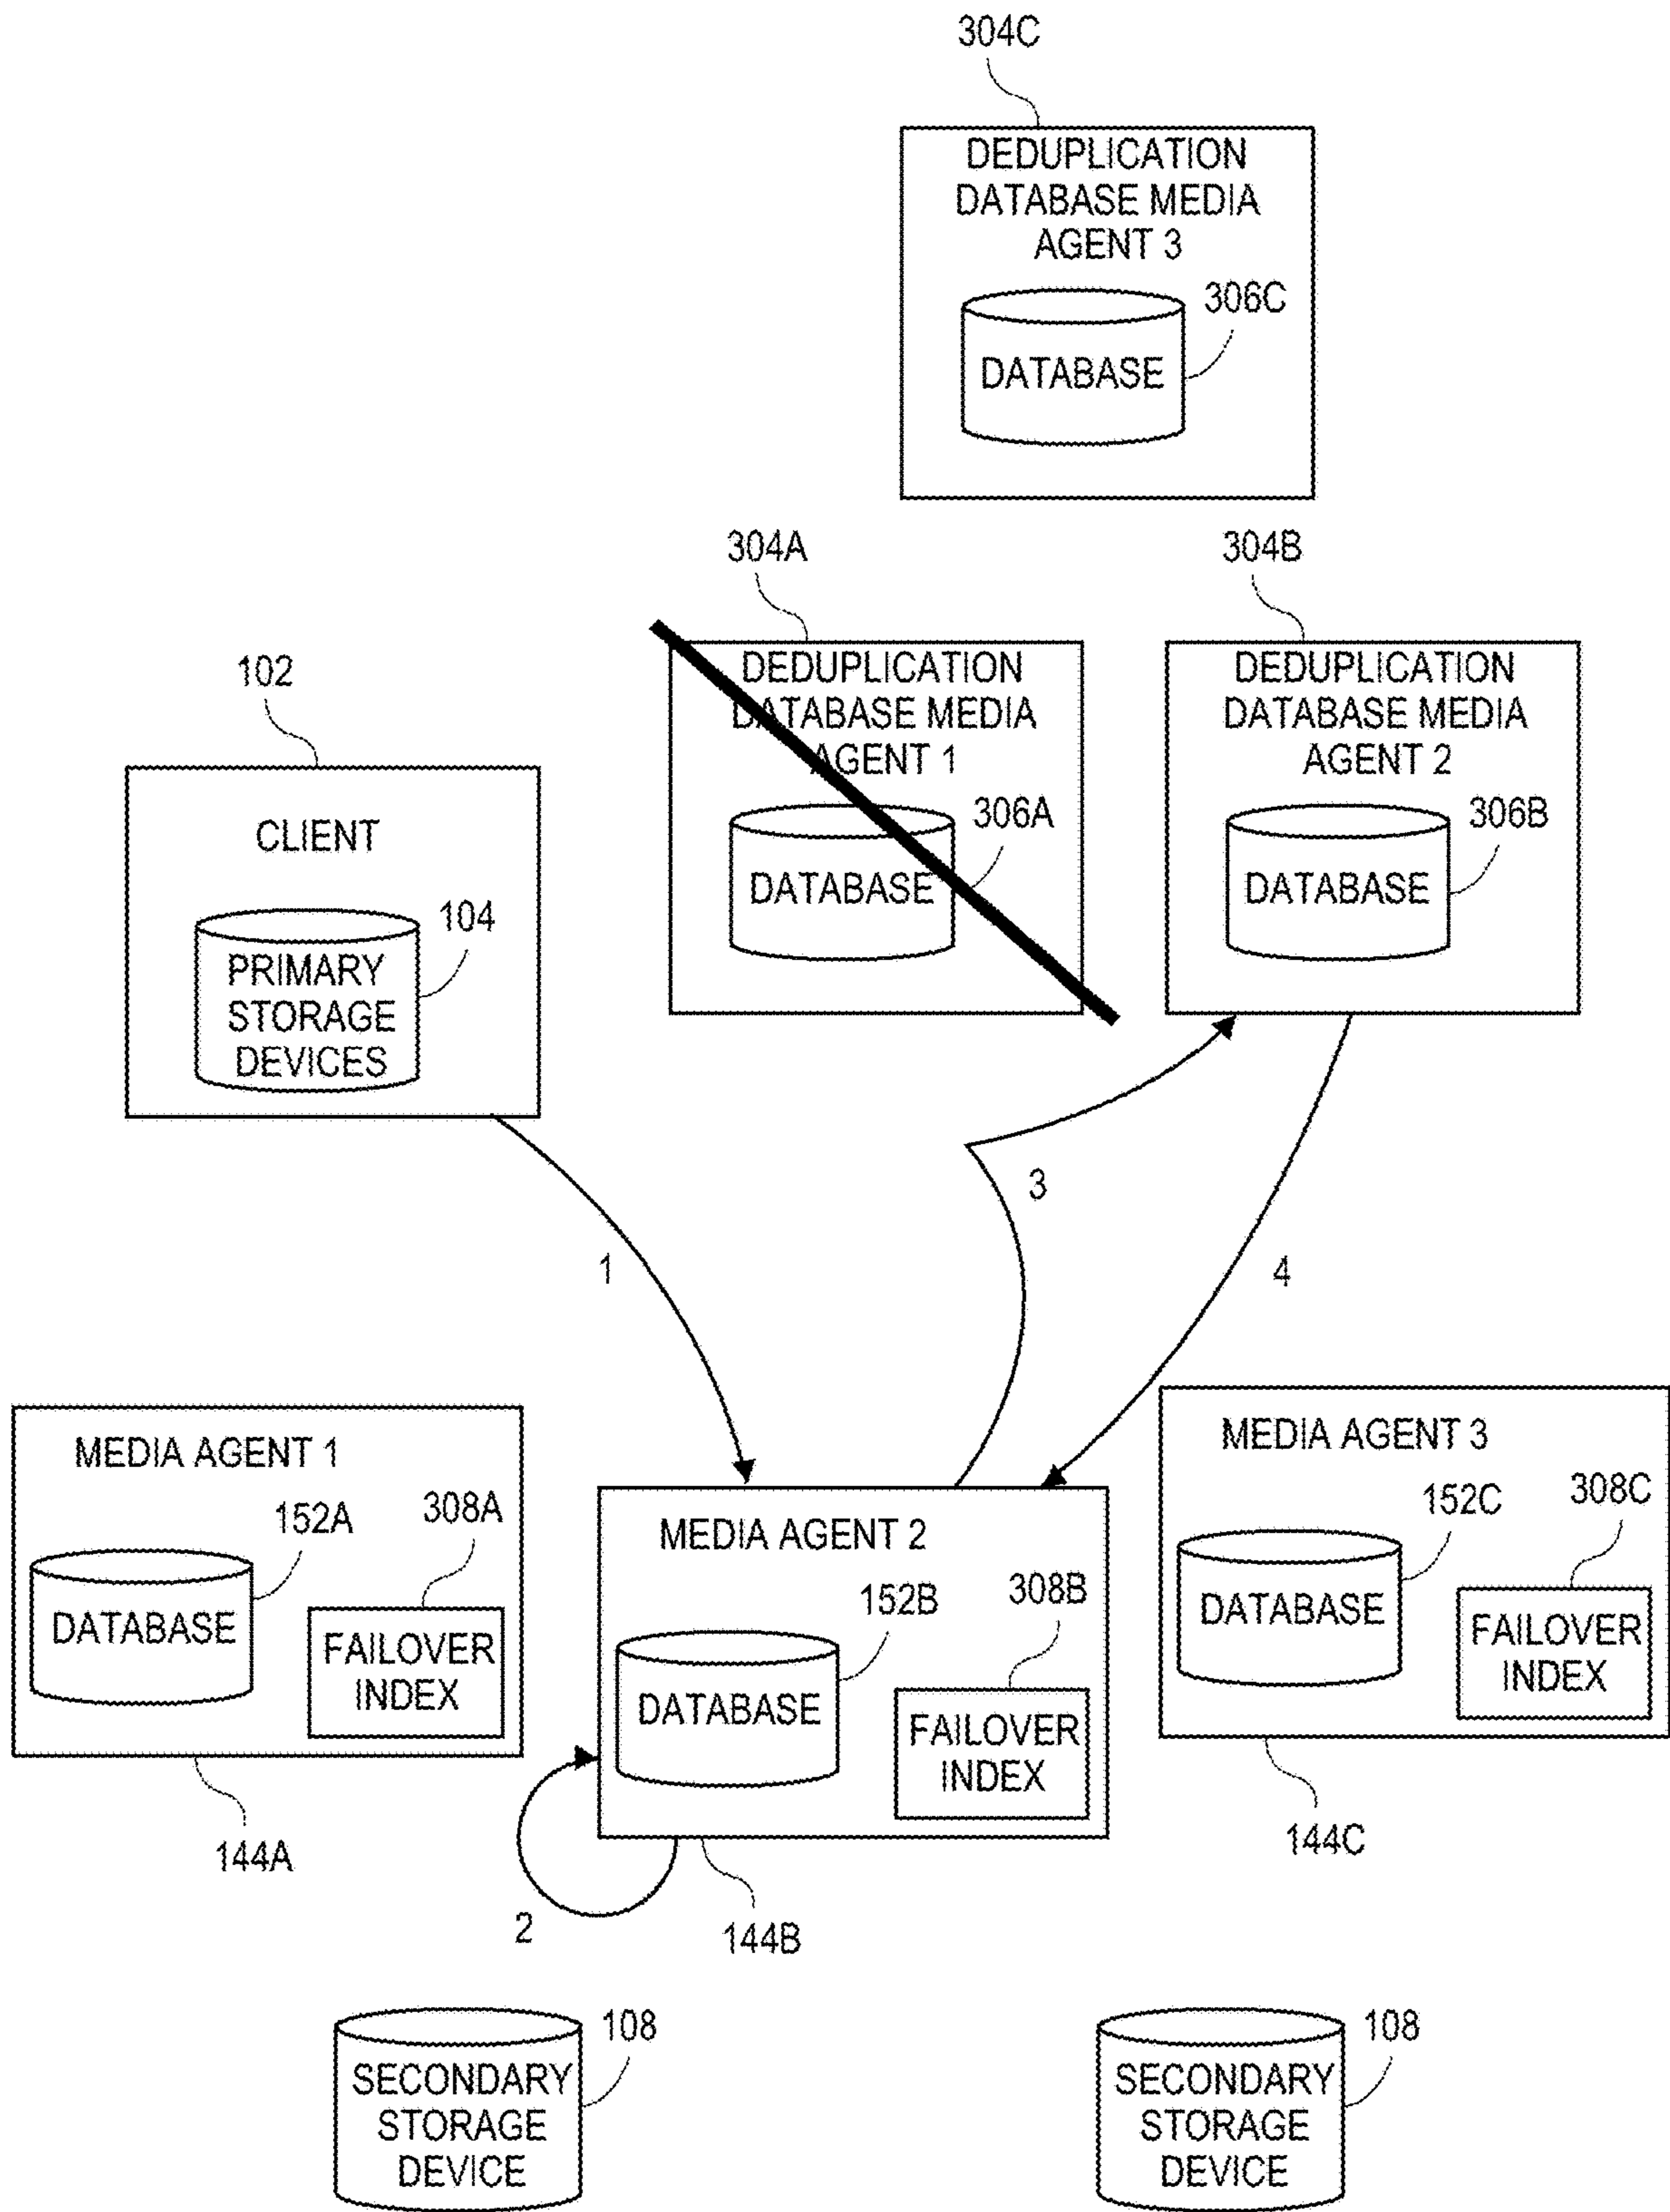 304C
DEDUPLICATION
DATABASE MEDIA
AGENT 3
306C
DATABASE
304A
304B
DEDUPLICATION
DATABASE MEDIA
AGENT 1
306A
DATABASE
DEDUPLICATION
DATABASE MEDIA
AGENT 2
306B
DATABASE
102
CLIENT
104
PRIMARY
STORAGE
DEVICES
1
3
4
MEDIA AGENT 1
152A
308A
DATABASE
FAILOVER
INDEX
144A
MEDIA AGENT 2
152B
308B
DATABASE
FAILOVER
INDEX
2
144B
MEDIA AGENT 3
152C
308C
DATABASE
FAILOVER
INDEX
144C
108
SECONDARY
STORAGE
DEVICE
108
SECONDARY
STORAGE
DEVICE